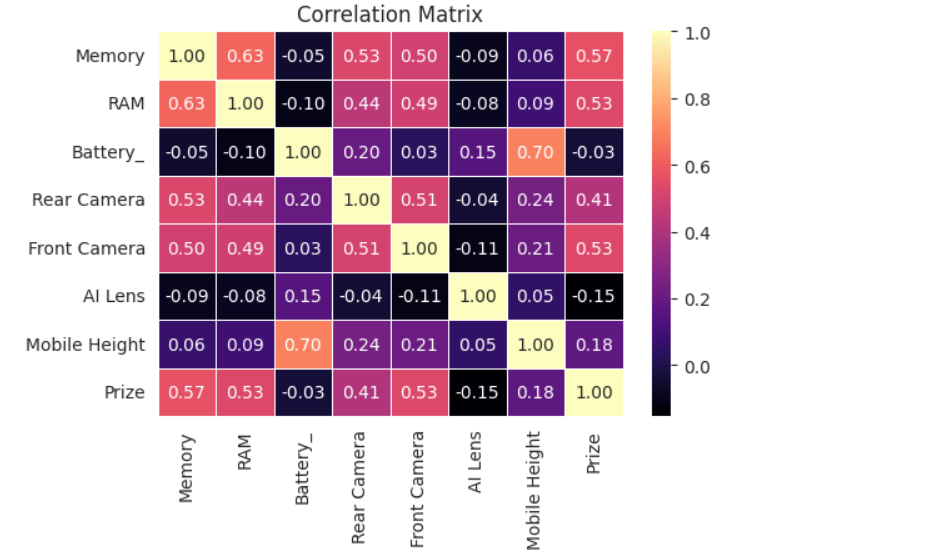 Correlation Matrix
Memory 1.00 0.63 -0.05 0.53 0.50 -0.09 0.06 0.57
RAM 0.63 1.00 -0.10 0.44 0.49 -0.08 0.09 0.53
Battery_ -0.05 -0.10 1.00 0.20 0.03 0.15 0.70 -0.03
Rear Camera 0.53 0.44 0.20 1.00 0.51 -0.04 0.24 0.41
Front Camera 0.50 0.49 0.03 0.51 1.00 -0.11 0.21 0.53
AI Lens -0.09 -0.08 0.15 -0.04 -0.11 1.00 0.05 -0.15
Mobile Height 0.06 0.09 0.70 0.24 0.21 0.05 1.00 0.18
Prize 0.57 0.53 -0.03 0.41 0.53 -0.15 0.18 1.00
Memory
RAM
Battery_
Rear Camera
Front Camera
AI Lens
Mobile Height
Prize
1.0
0.8
0.6
0.4
0.2
0.0